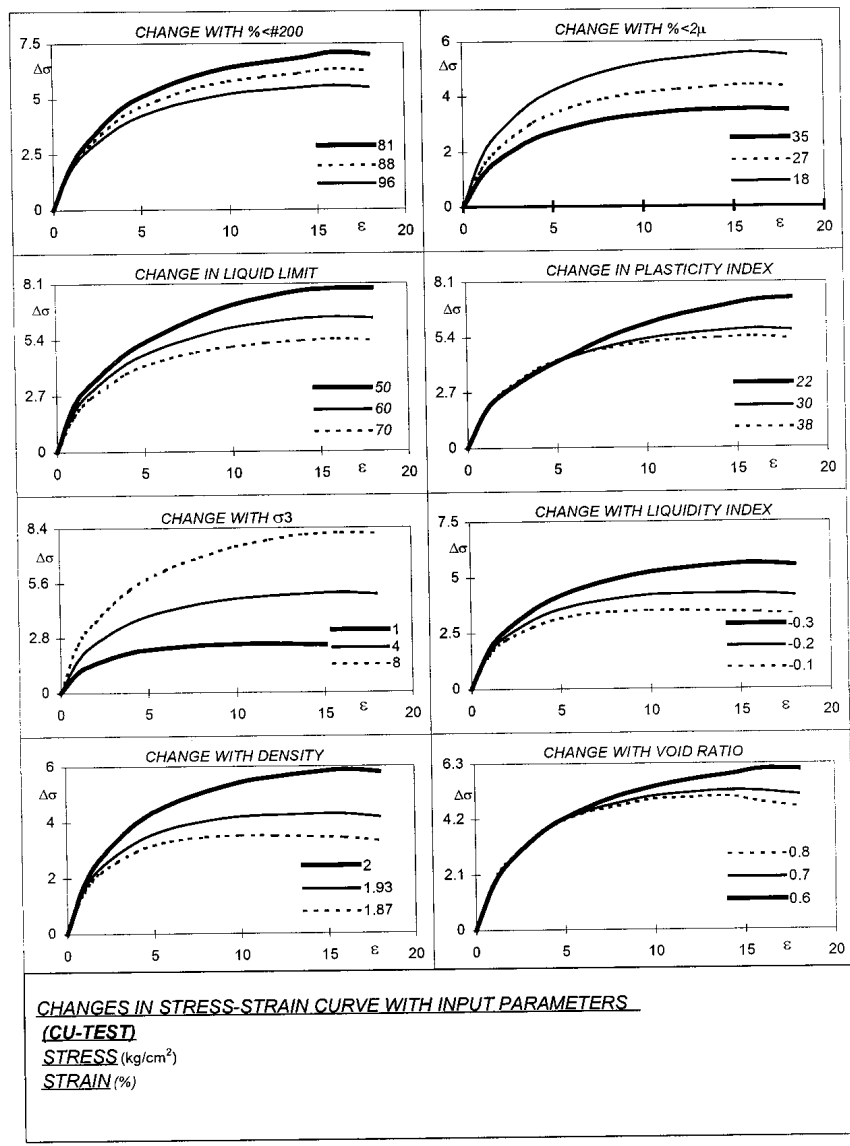 CHANGE WITH %<#200
7.5
Δσ
5
2.5
0
81
88
96
0 5 10 15 ε 20
CHANGE WITH %<2μ
6
Δσ
4
2
0
35
27
18
0 5 10 15 ε 20
CHANGE IN LIQUID LIMIT
8.1
Δσ
5.4
2.7
0
50
60
70
0 5 10 15 ε 20
CHANGE IN PLASTICITY INDEX
8.1
Δσ
5.4
2.7
0
22
30
38
0 5 10 15 ε 20
CHANGE WITH σ3
8.4
Δσ
5.6
2.8
0
1
4
8
0 5 10 15 ε 20
CHANGE WITH LIQUIDITY INDEX
7.5
Δσ
5
2.5
0
-0.3
-0.2
-0.1
0 5 10 15 ε 20
CHANGE WITH DENSITY
6
Δσ
4
2
0
2
1.93
1.87
0 5 10 15 ε 20
CHANGE WITH VOID RATIO
6.3
Δσ
4.2
2.1
0
0.8
0.7
0.6
0 5 10 15 ε 20
CHANGES IN STRESS-STRAIN CURVE WITH INPUT PARAMETERS
(CU-TEST)
STRESS (kg/cm²)
STRAIN (%)